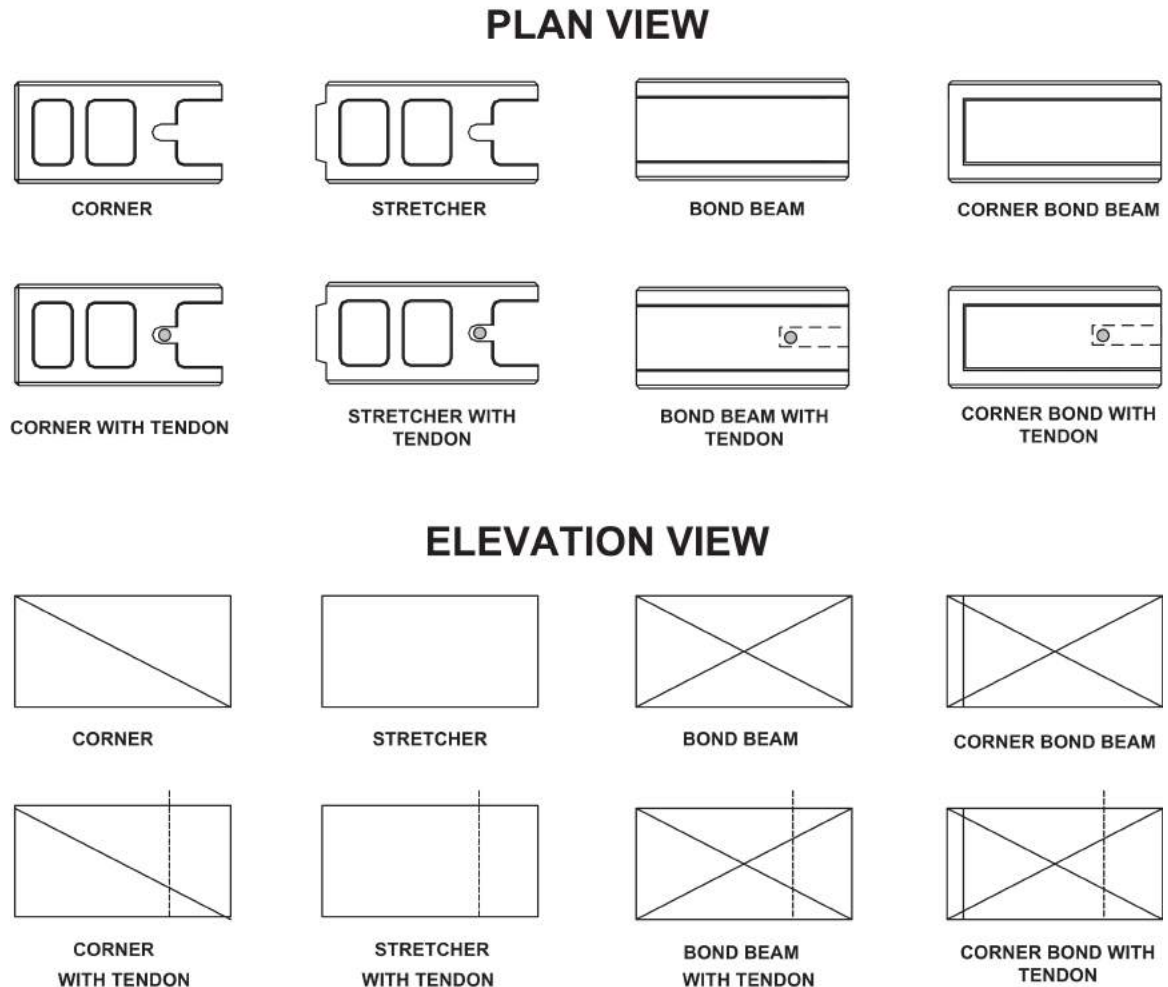 PLAN VIEW
CORNER
STRETCHER
BOND BEAM
CORNER BOND BEAM
CORNER WITH TENDON
STRETCHER WITH
TENDON
BOND BEAM WITH
TENDON
CORNER BOND WITH
TENDON
ELEVATION VIEW
CORNER
STRETCHER
BOND BEAM
CORNER BOND BEAM
CORNER
WITH TENDON
STRETCHER
WITH TENDON
BOND BEAM
WITH TENDON
CORNER BOND WITH
TENDON